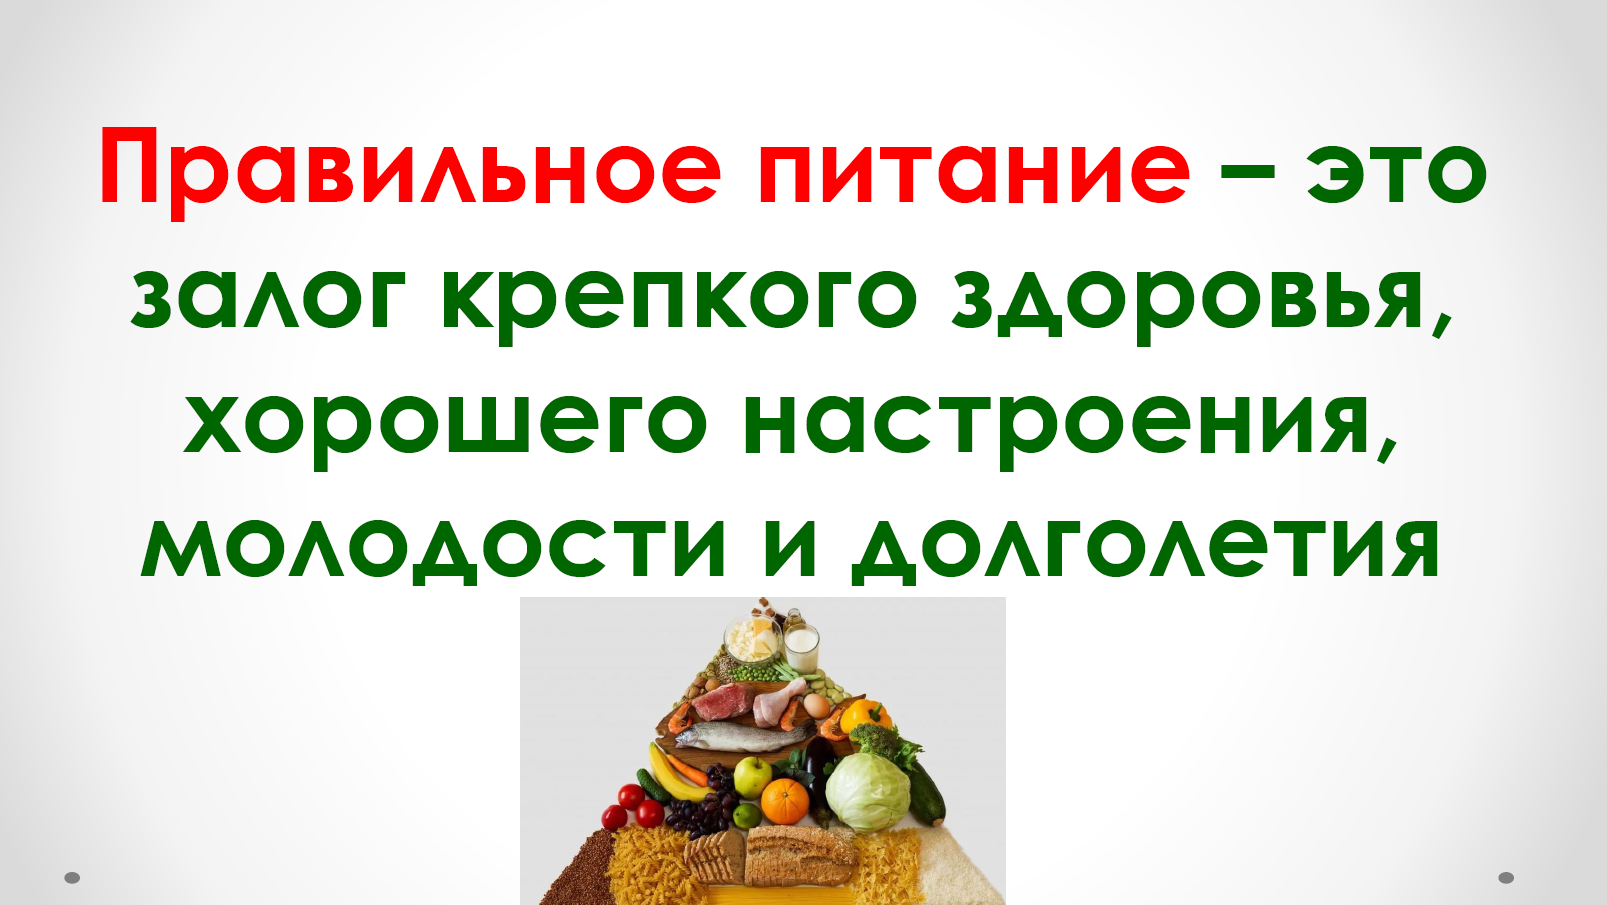 Правильное питание – это
залог крепкого здоровья,
хорошего настроения,
молодости и долголетия